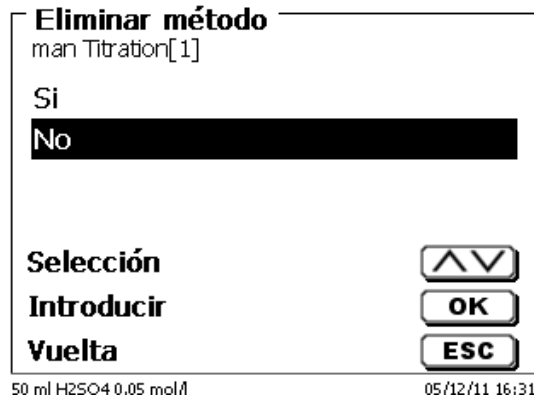 Eliminar método
man Titration[1]
Si
No
Selección
Introducir OK
Vuelta ESC
50 ml H2SO4 0.05 mol/l 05/12/11 16:31